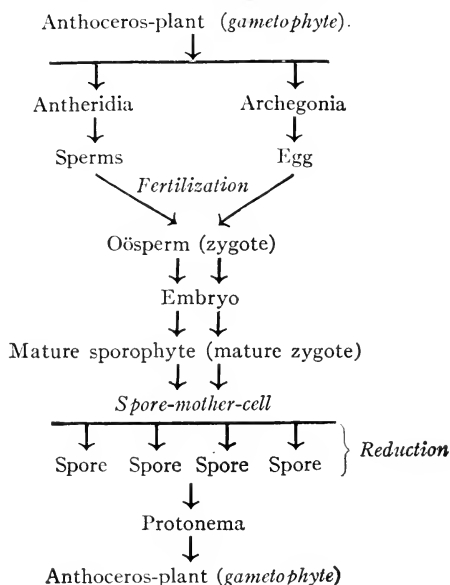 Anthoceros-plant (gametophyte).
Antheridia Archegonia
Sperms Egg
Fertilization
Oösperm (zygote)
Embryo
Mature sporophyte (mature zygote)
Spore-mother-cell
Spore Spore Spore Spore } Reduction
Protonema
Anthoceros-plant (gametophyte)